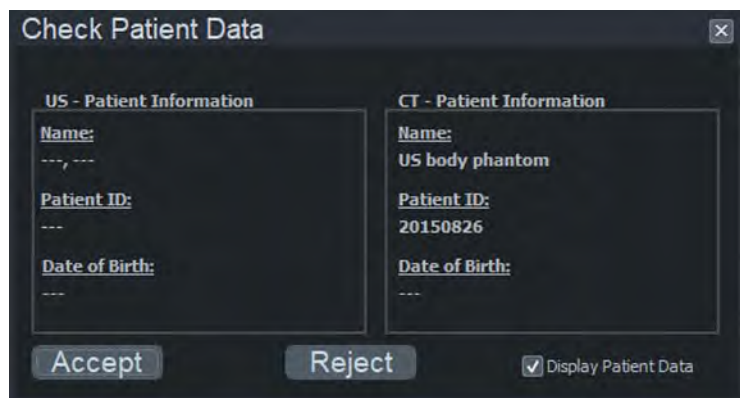 Check Patient Data
US - Patient Information
Name:
---, ---
Patient ID:
---
Date of Birth:
---
CT - Patient Information
Name:
US body phantom
Patient ID:
20150826
Date of Birth:
---
Accept
Reject
Display Patient Data